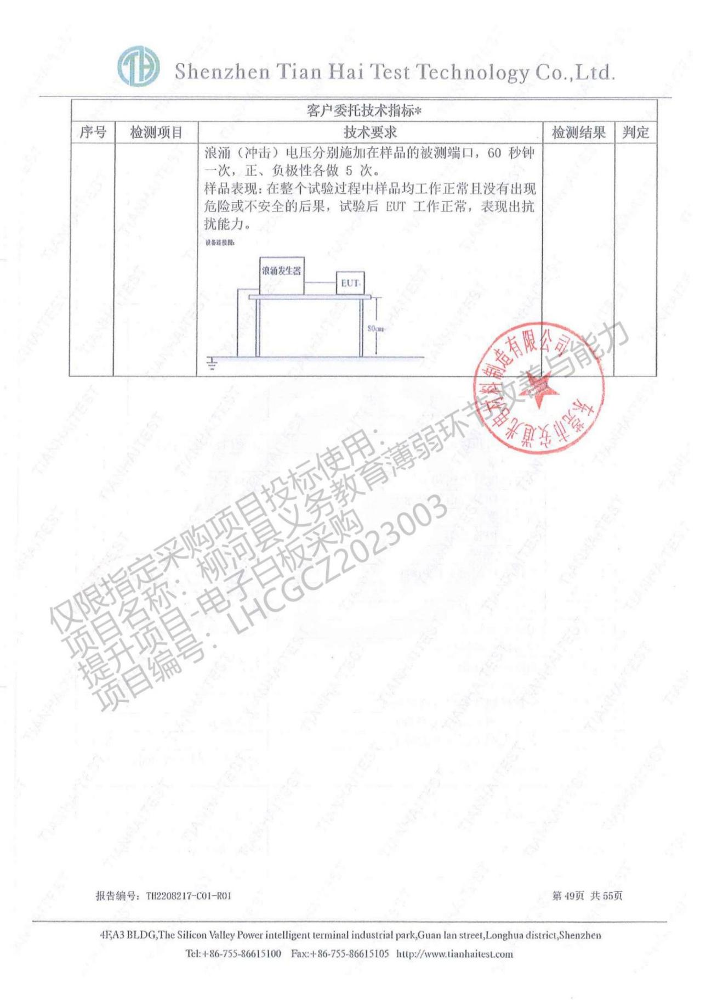 Shenzhen Tian Hai Test Technology Co.,Ltd.
客户委托技术指标*
序号 检测项目 技术要求 检测结果 判定
浪涌（冲击）电压分别施加在样品的被测端口，60 秒钟
一次，正、负极性各做 5 次。
样品表现：在整个试验过程中样品均工作正常且没有出现
危险或不安全的后果，试验后 EUT 工作正常，表现出抗
扰能力。
设备连接图：
浪涌发生器
EUT
80cm
东莞市安道光电材料制造有限公司
仅限指定采购项目投标使用：
项目名称：柳河县义务教育薄弱环节改善与能力
提升项目-电子白板采购
项目编号：LHCGCZ2023003
报告编号：TH2208217-C01-R01
第 49页 共 55页
4F,A3 BLDG,The Silicon Valley Power intelligent terminal industrial park,Guan lan street,Longhua district,Shenzhen
Tel:+86-755-86615100 Fax:+86-755-86615105 http://www.tianhaitest.com
TIANHAITEST